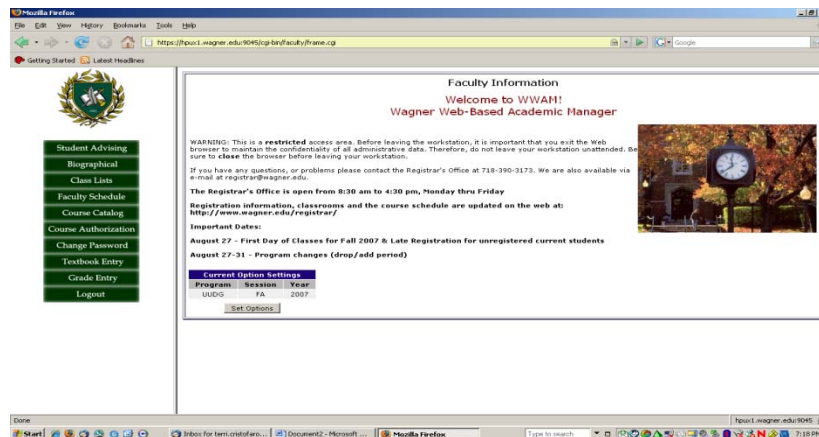 Mozilla Firefox
File Edit View History Bookmarks Tools Help
https://hpux1.wagner.edu:9045/cgi-bin/faculty/frame.cgi
Google
Getting Started Latest Headlines
Student Advising
Biographical
Class Lists
Faculty Schedule
Course Catalog
Course Authorization
Change Password
Textbook Entry
Grade Entry
Logout
Faculty Information
Welcome to WWAM!
Wagner Web-Based Academic Manager
WARNING: This is a restricted access area. Before leaving the workstation, it is important that you exit the Web
browser to maintain the confidentiality of all administrative data. Therefore, do not leave your workstation unattended. Be
sure to close the browser before leaving your workstation.
If you have any questions, or problems please contact the Registrar's Office at 718-390-3173. We are also available via
e-mail at registrar@wagner.edu.
The Registrar's Office is open from 8:30 am to 4:30 pm, Monday thru Friday
Registration information, classrooms and the course schedule are updated on the web at:
http://www.wagner.edu/registrar/
Important Dates:
August 27 - First Day of Classes for Fall 2007 & Late Registration for unregistered current students
August 27-31 - Program changes (drop/add period)
Current Option Settings
Program Session Year
UUDG FA 2007
Set Options
Done
hpux1.wagner.edu:9045
Start
Inbox for terri.cristofaro...
Document2 - Microsoft ...
Mozilla Firefox
Type to search
7:18 PM